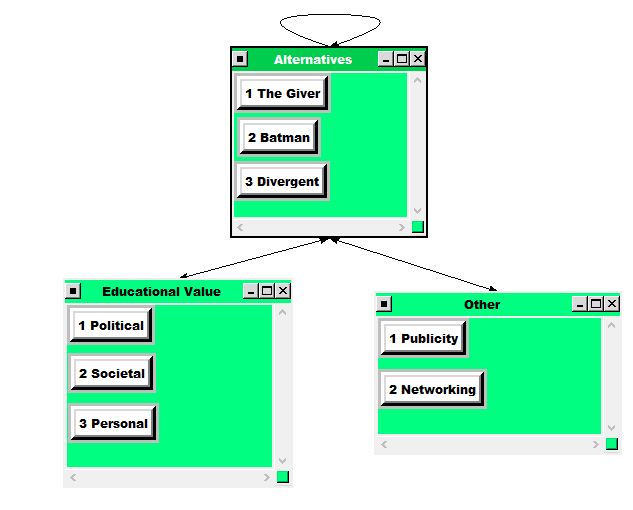 Alternatives
1 The Giver
2 Batman
3 Divergent
Educational Value
1 Political
2 Societal
3 Personal
Other
1 Publicity
2 Networking